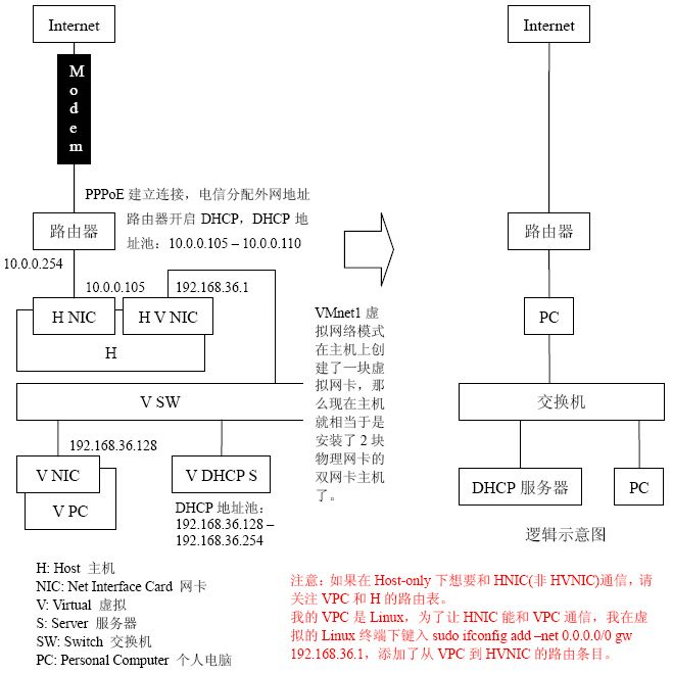 Internet
Modem
PPPoE 建立连接，电信分配外网地址
路由器
路由器开启 DHCP，DHCP 地
址池：10.0.0.105 – 10.0.0.110
10.0.0.254
10.0.0.105
192.168.36.1
H NIC
H V NIC
H
V SW
192.168.36.128
V NIC
V PC
V DHCP S
DHCP 地址池：
192.168.36.128 –
192.168.36.254
VMnet1 虚
拟网络模式
在主机上创
建了一块虚
拟网卡，那
么现在主机
就相当于是
安装了 2 块
物理网卡的
双网卡主机
了。
Internet
路由器
PC
交换机
DHCP 服务器
PC
逻辑示意图
H: Host 主机
NIC: Net Interface Card 网卡
V: Virtual 虚拟
S: Server 服务器
SW: Switch 交换机
PC: Personal Computer 个人电脑
注意：如果在 Host-only 下想要和 HNIC(非 HVNIC)通信，请
关注 VPC 和 H 的路由表。
我的 VPC 是 Linux，为了让 HNIC 能和 VPC 通信，我在虚
拟的 Linux 终端下键入 sudo ifconfig add –net 0.0.0.0/0 gw
192.168.36.1，添加了从 VPC 到 HVNIC 的路由条目。